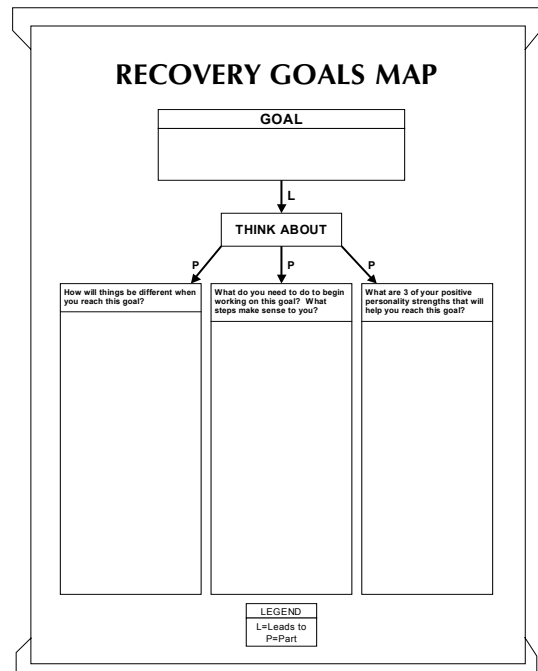 RECOVERY GOALS MAP
GOAL
L
THINK ABOUT
P
P
P
How will things be different when
you reach this goal?
What do you need to do to begin
working on this goal? What
steps make sense to you?
What are 3 of your positive
personality strengths that will
help you reach this goal?
LEGEND
L=Leads to
P=Part